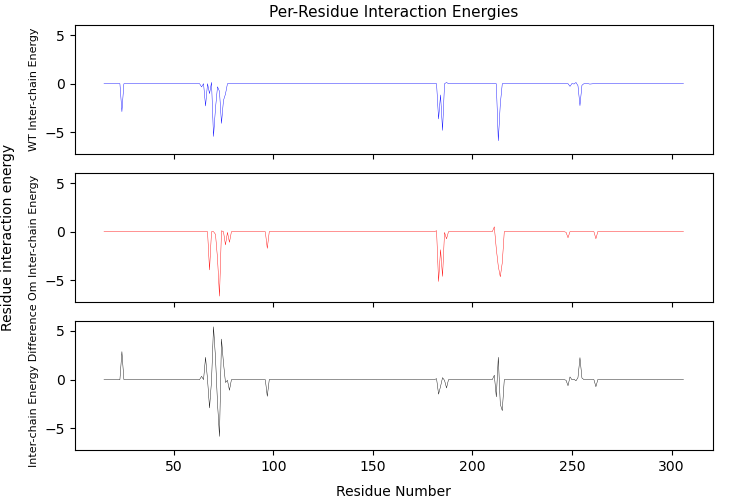 Per-Residue Interaction Energies
Residue interaction energy
WT Inter-chain Energy
5
0
−5
Om Inter-chain Energy
5
0
−5
Inter-chain Energy Difference
5
0
−5
50
100
150
200
250
300
Residue Number